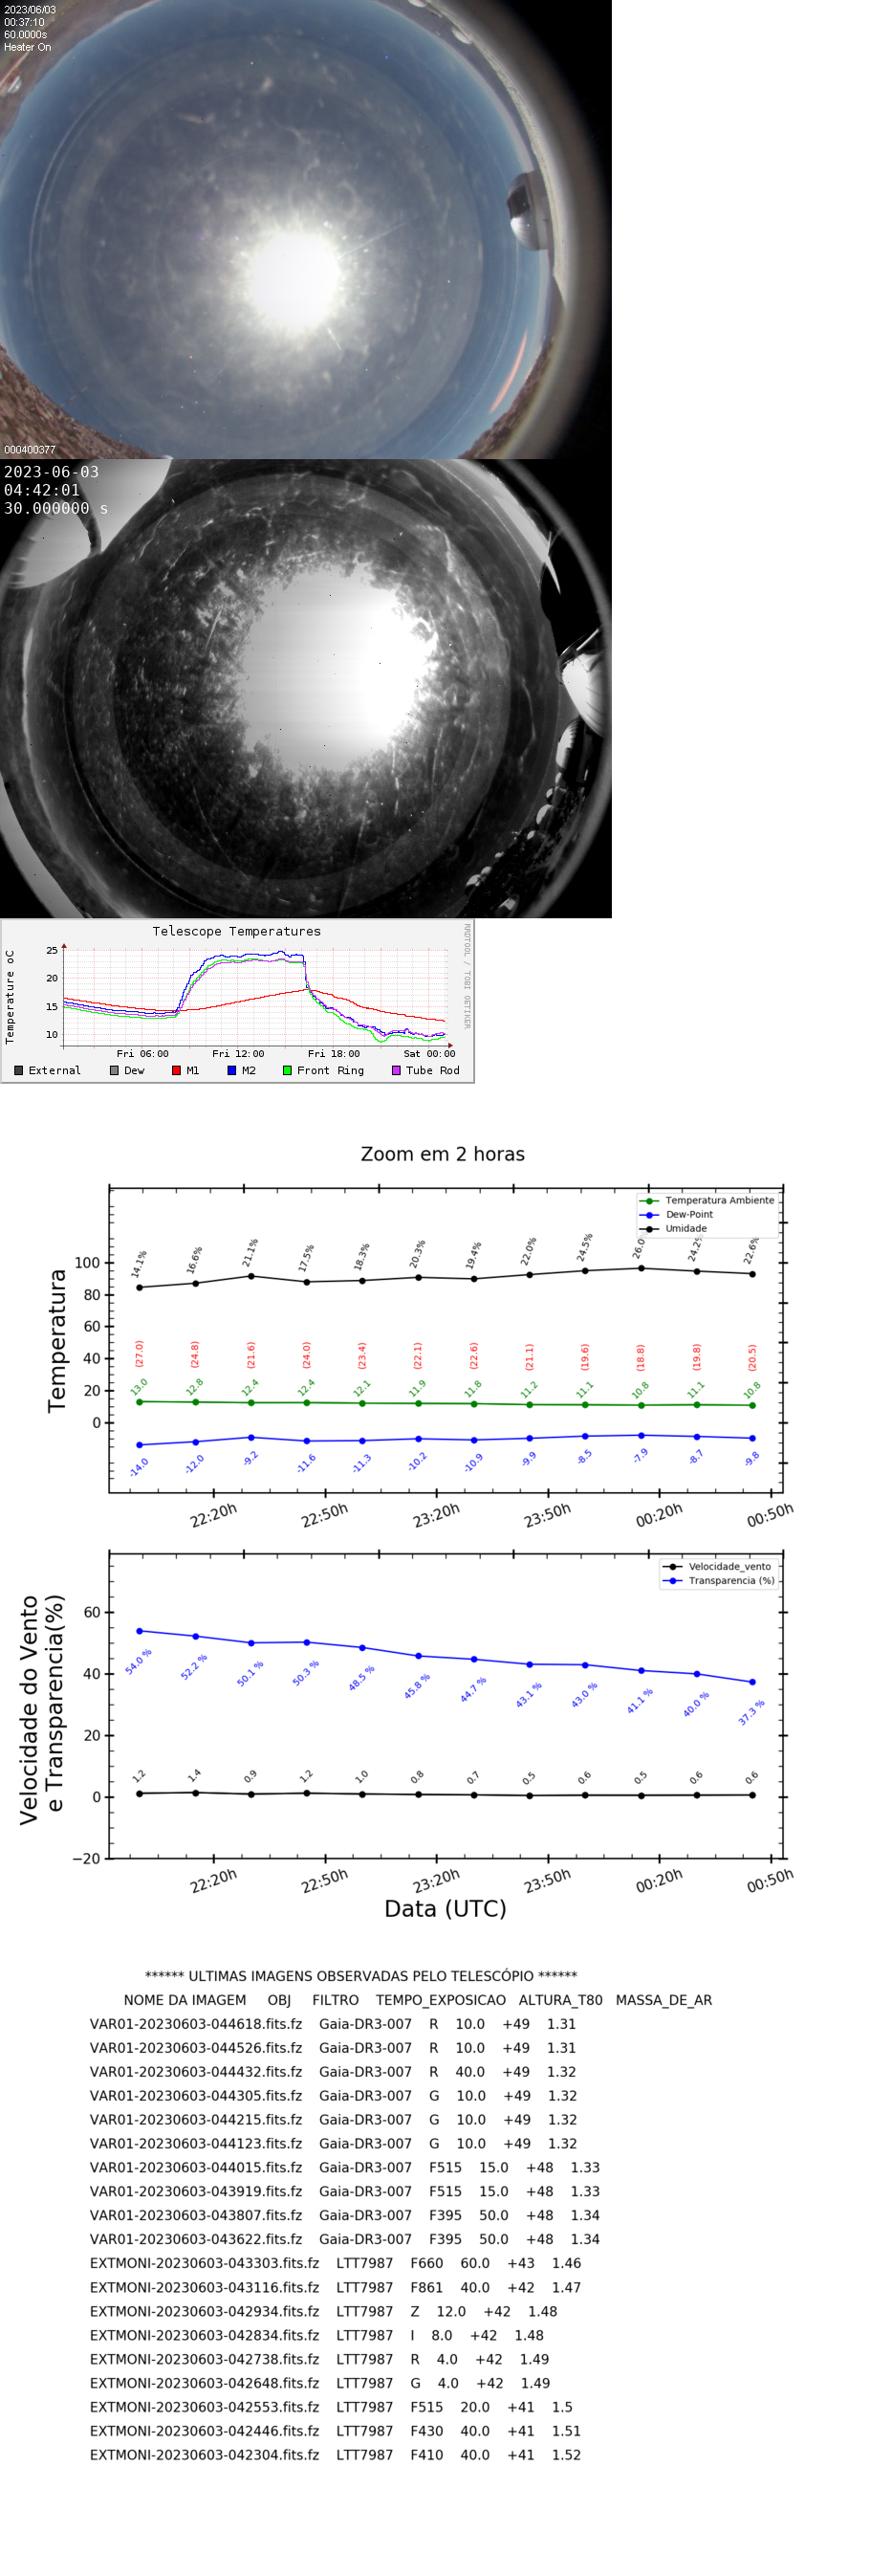 2023/06/03
00:37:10
60.0000s
Heater On
000400377
2023-06-03
04:42:01
30.000000 s
Telescope Temperatures
RRDTOOL / TOBI OETIKER
Temperature oC
25
20
15
10
Fri 06:00 Fri 12:00 Fri 18:00 Sat 00:00
External Dew M1 M2 Front Ring Tube Rod
Zoom em 2 horas
Temperatura Ambiente
Dew-Point
Umidade
Temperatura
100
80
60
40
20
0
14.1% 16.6% 21.1% 17.5% 18.3% 20.3% 19.4% 22.0% 24.5% 26.0 24.2% 22.6%
(27.0) (24.8) (21.6) (24.0) (23.4) (22.1) (22.6) (21.1) (19.6) (18.8) (19.8) (20.5)
13.0 12.8 12.4 12.4 12.1 11.9 11.8 11.2 11.1 10.8 11.1 10.8
-14.0 -12.0 -9.2 -11.6 -11.3 -10.2 -10.9 -9.9 -8.5 -7.9 -8.7 -9.8
22:20h 22:50h 23:20h 23:50h 00:20h 00:50h
Velocidade_vento
Transparencia (%)
Velocidade do Vento
e Transparencia(%)
60
40
20
0
−20
54.0 % 52.2 % 50.1 % 50.3 % 48.5 % 45.8 % 44.7 % 43.1 % 43.0 % 41.1 % 40.0 % 37.3 %
1.2 1.4 0.9 1.2 1.0 0.8 0.7 0.5 0.6 0.5 0.6 0.6
22:20h 22:50h 23:20h 23:50h 00:20h 00:50h
Data (UTC)
****** ULTIMAS IMAGENS OBSERVADAS PELO TELESCÓPIO ******
NOME DA IMAGEM OBJ FILTRO TEMPO_EXPOSICAO ALTURA_T80 MASSA_DE_AR
VAR01-20230603-044618.fits.fz Gaia-DR3-007 R 10.0 +49 1.31
VAR01-20230603-044526.fits.fz Gaia-DR3-007 R 10.0 +49 1.31
VAR01-20230603-044432.fits.fz Gaia-DR3-007 R 40.0 +49 1.32
VAR01-20230603-044305.fits.fz Gaia-DR3-007 G 10.0 +49 1.32
VAR01-20230603-044215.fits.fz Gaia-DR3-007 G 10.0 +49 1.32
VAR01-20230603-044123.fits.fz Gaia-DR3-007 G 10.0 +49 1.32
VAR01-20230603-044015.fits.fz Gaia-DR3-007 F515 15.0 +48 1.33
VAR01-20230603-043919.fits.fz Gaia-DR3-007 F515 15.0 +48 1.33
VAR01-20230603-043807.fits.fz Gaia-DR3-007 F395 50.0 +48 1.34
VAR01-20230603-043622.fits.fz Gaia-DR3-007 F395 50.0 +48 1.34
EXTMONI-20230603-043303.fits.fz LTT7987 F660 60.0 +43 1.46
EXTMONI-20230603-043116.fits.fz LTT7987 F861 40.0 +42 1.47
EXTMONI-20230603-042934.fits.fz LTT7987 Z 12.0 +42 1.48
EXTMONI-20230603-042834.fits.fz LTT7987 I 8.0 +42 1.48
EXTMONI-20230603-042738.fits.fz LTT7987 R 4.0 +42 1.49
EXTMONI-20230603-042648.fits.fz LTT7987 G 4.0 +42 1.49
EXTMONI-20230603-042553.fits.fz LTT7987 F515 20.0 +41 1.5
EXTMONI-20230603-042446.fits.fz LTT7987 F430 40.0 +41 1.51
EXTMONI-20230603-042304.fits.fz LTT7987 F410 40.0 +41 1.52